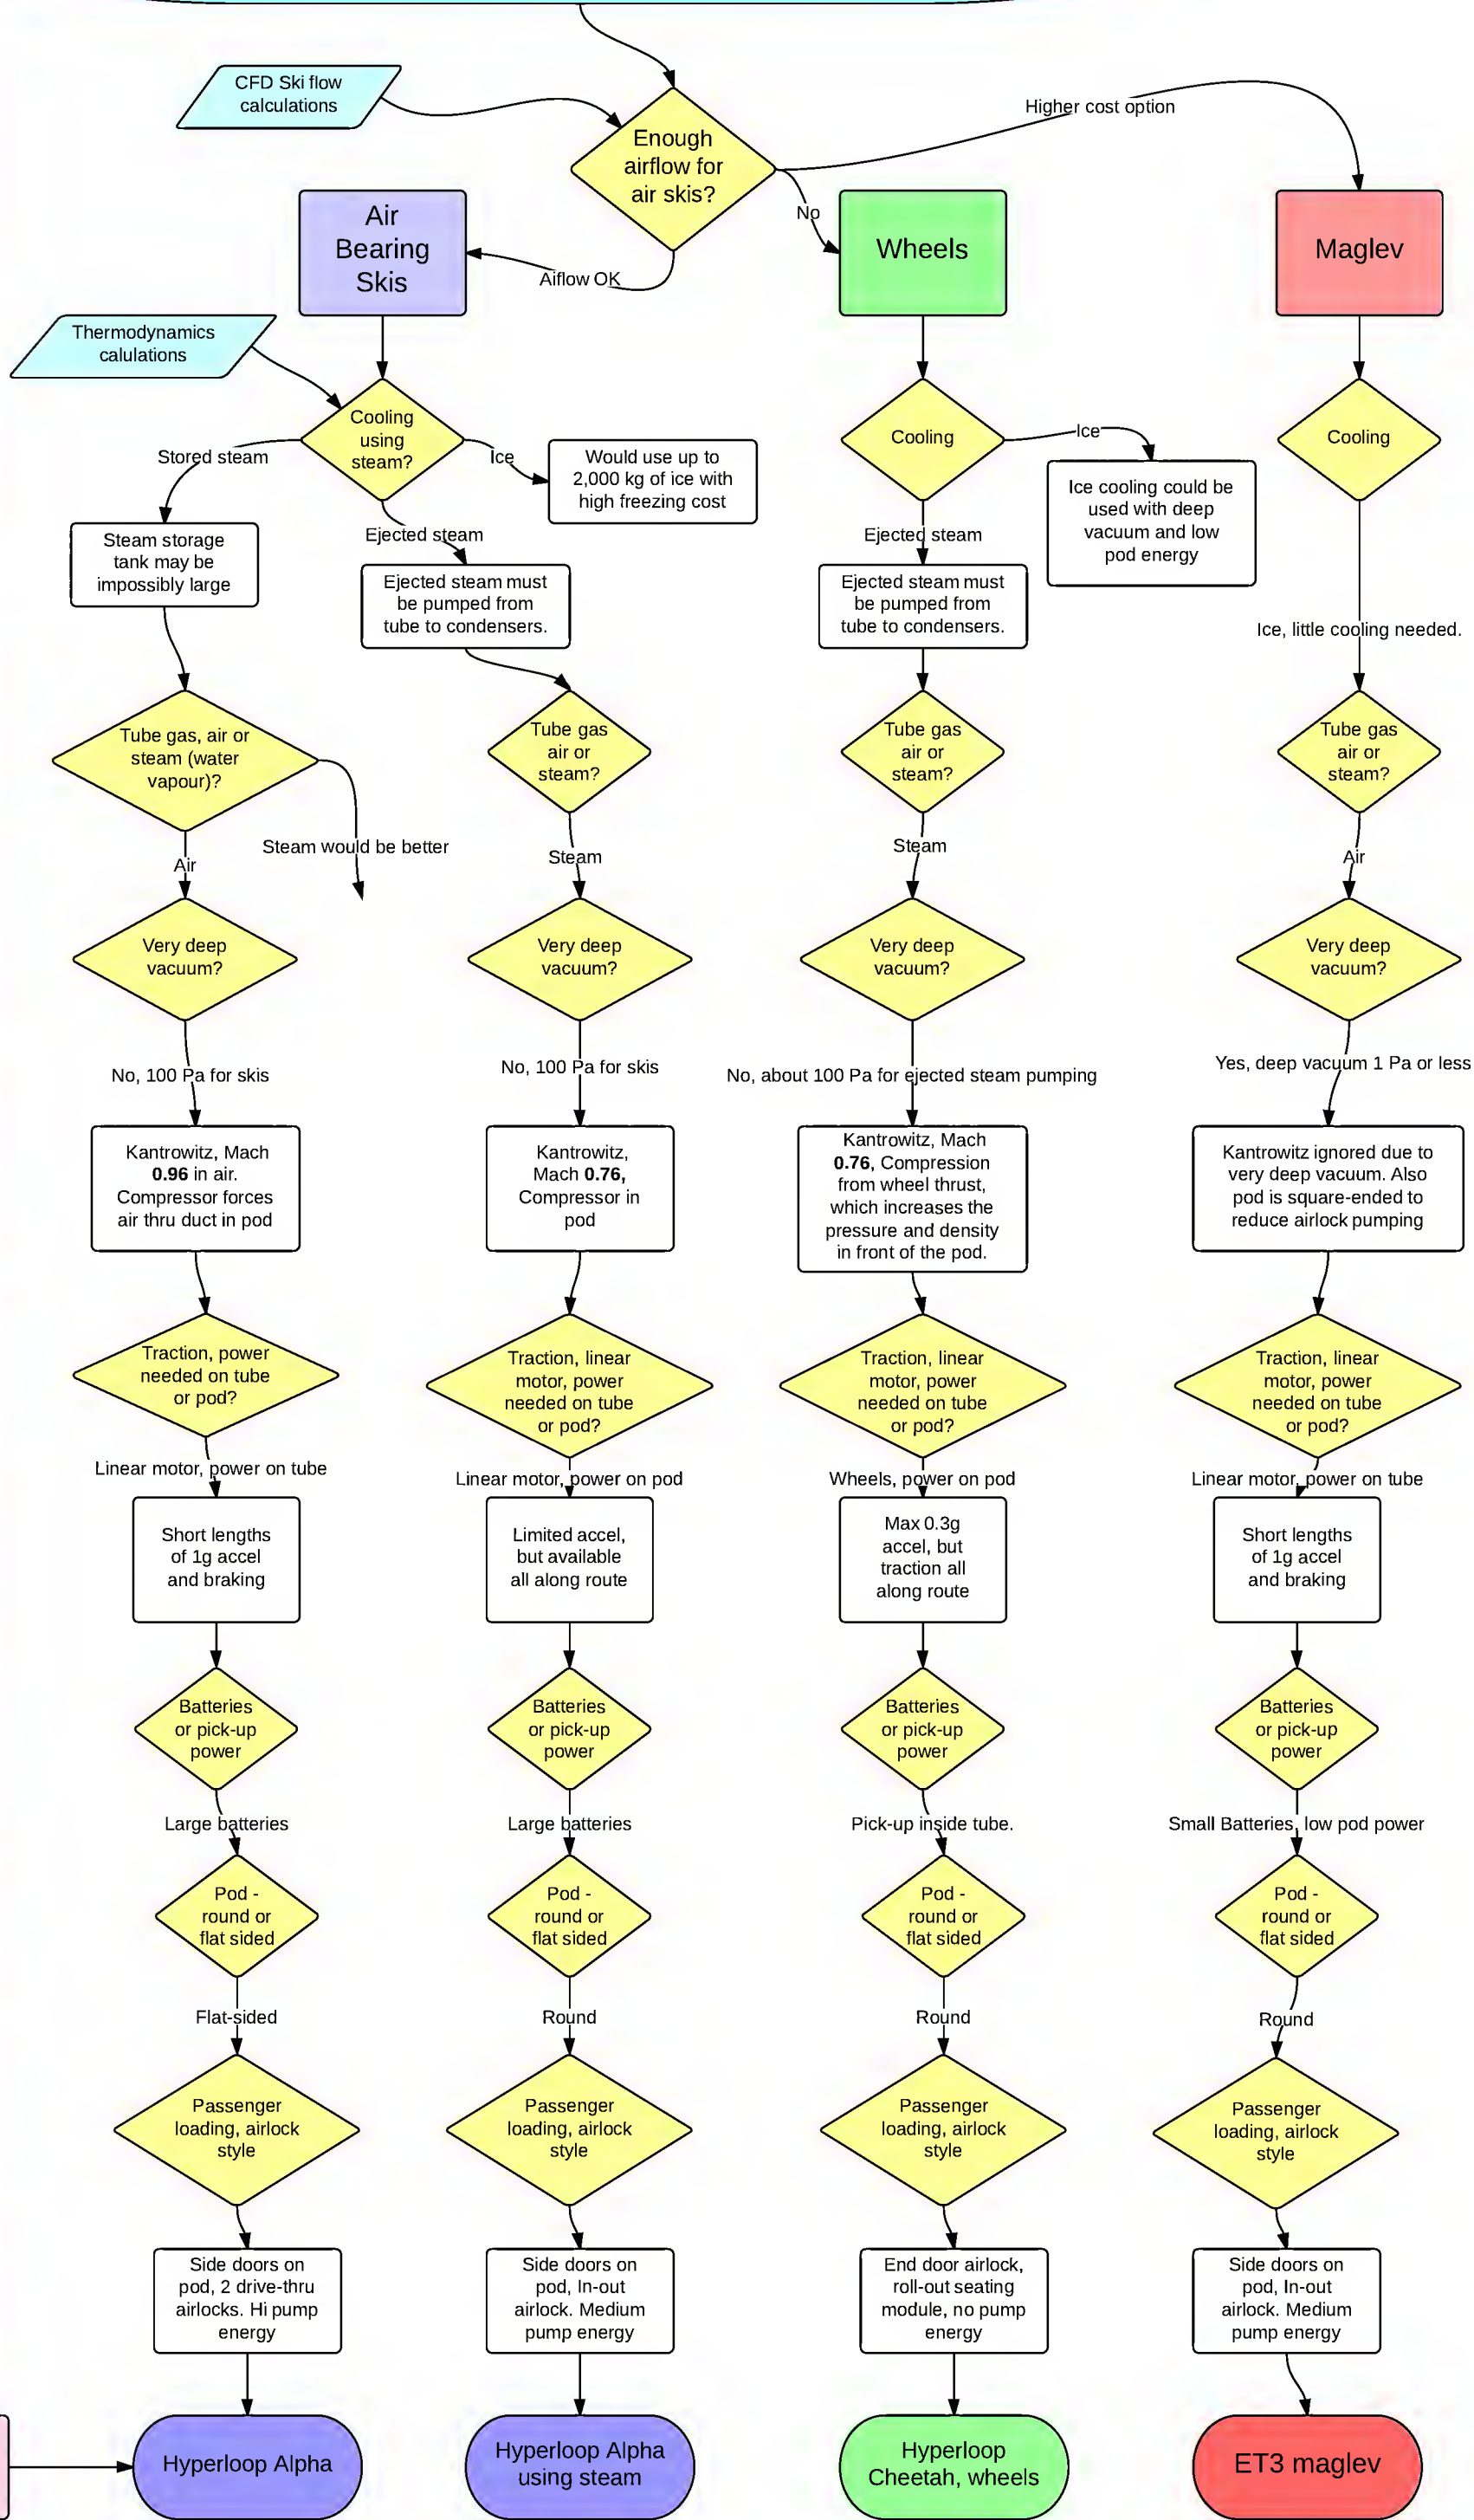 CFD Ski flow
calculations
Enough
airflow for
air skis?
Higher cost option
No
Aiflow OK
Air
Bearing
Skis
Wheels
Maglev
Thermodynamics
calulations
Cooling
using
steam?
Stored steam
Ice
Would use up to
2,000 kg of ice with
high freezing cost
Ejected steam
Steam storage
tank may be
impossibly large
Ejected steam must
be pumped from
tube to condensers.
Cooling
Ice
Ice cooling could be
used with deep
vacuum and low
pod energy
Ejected steam
Ejected steam must
be pumped from
tube to condensers.
Cooling
Ice, little cooling needed.
Tube gas, air or
steam (water
vapour)?
Steam would be better
Air
Tube gas
air or
steam?
Steam
Tube gas
air or
steam?
Steam
Tube gas
air or
steam?
Air
Very deep
vacuum?
Very deep
vacuum?
Very deep
vacuum?
Very deep
vacuum?
No, 100 Pa for skis
No, 100 Pa for skis
No, about 100 Pa for ejected steam pumping
Yes, deep vacuum 1 Pa or less
Kantrowitz, Mach
0.96 in air.
Compressor forces
air thru duct in pod
Kantrowitz,
Mach 0.76,
Compressor in
pod
Kantrowitz, Mach
0.76, Compression
from wheel thrust,
which increases the
pressure and density
in front of the pod.
Kantrowitz ignored due to
very deep vacuum. Also
pod is square-ended to
reduce airlock pumping
Traction, power
needed on tube
or pod?
Traction, linear
motor, power
needed on tube
or pod?
Traction, linear
motor, power
needed on tube
or pod?
Traction, linear
motor, power
needed on tube
or pod?
Linear motor, power on tube
Linear motor, power on pod
Wheels, power on pod
Linear motor, power on tube
Short lengths
of 1g accel
and braking
Limited accel,
but available
all along route
Max 0.3g
accel, but
traction all
along route
Short lengths
of 1g accel
and braking
Batteries
or pick-up
power
Batteries
or pick-up
power
Batteries
or pick-up
power
Batteries
or pick-up
power
Large batteries
Large batteries
Pick-up inside tube.
Small Batteries, low pod power
Pod -
round or
flat sided
Pod -
round or
flat sided
Pod -
round or
flat sided
Pod -
round or
flat sided
Flat-sided
Round
Round
Round
Passenger
loading, airlock
style
Passenger
loading, airlock
style
Passenger
loading, airlock
style
Passenger
loading, airlock
style
Side doors on
pod, 2 drive-thru
airlocks. Hi pump
energy
Side doors on
pod, In-out
airlock. Medium
pump energy
End door airlock,
roll-out seating
module, no pump
energy
Side doors on
pod, In-out
airlock. Medium
pump energy
Hyperloop Alpha
Hyperloop Alpha
using steam
Hyperloop
Cheetah, wheels
ET3 maglev